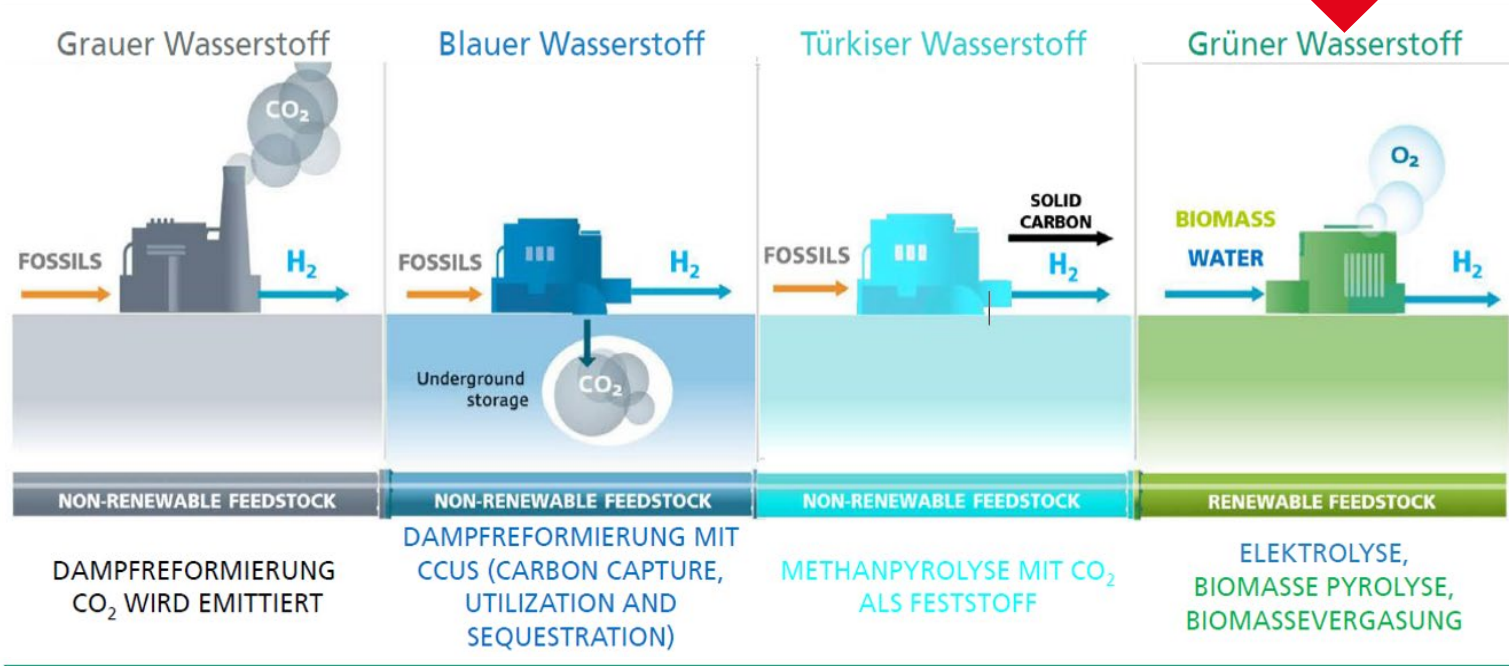 Grauer Wasserstoff
CO₂
FOSSILS
H₂
NON-RENEWABLE FEEDSTOCK
DAMPFREFORMIERUNG
CO₂ WIRD EMITTIERT
Blauer Wasserstoff
FOSSILS
H₂
Underground
storage
CO₂
NON-RENEWABLE FEEDSTOCK
DAMPFREFORMIERUNG MIT
CCUS (CARBON CAPTURE,
UTILIZATION AND
SEQUESTRATION)
Türkiser Wasserstoff
FOSSILS
SOLID
CARBON
H₂
NON-RENEWABLE FEEDSTOCK
METHANPYROLYSE MIT CO₂
ALS FESTSTOFF
Grüner Wasserstoff
O₂
BIOMASS
WATER
H₂
RENEWABLE FEEDSTOCK
ELEKTROLYSE,
BIOMASSE PYROLYSE,
BIOMASSEVERGASUNG